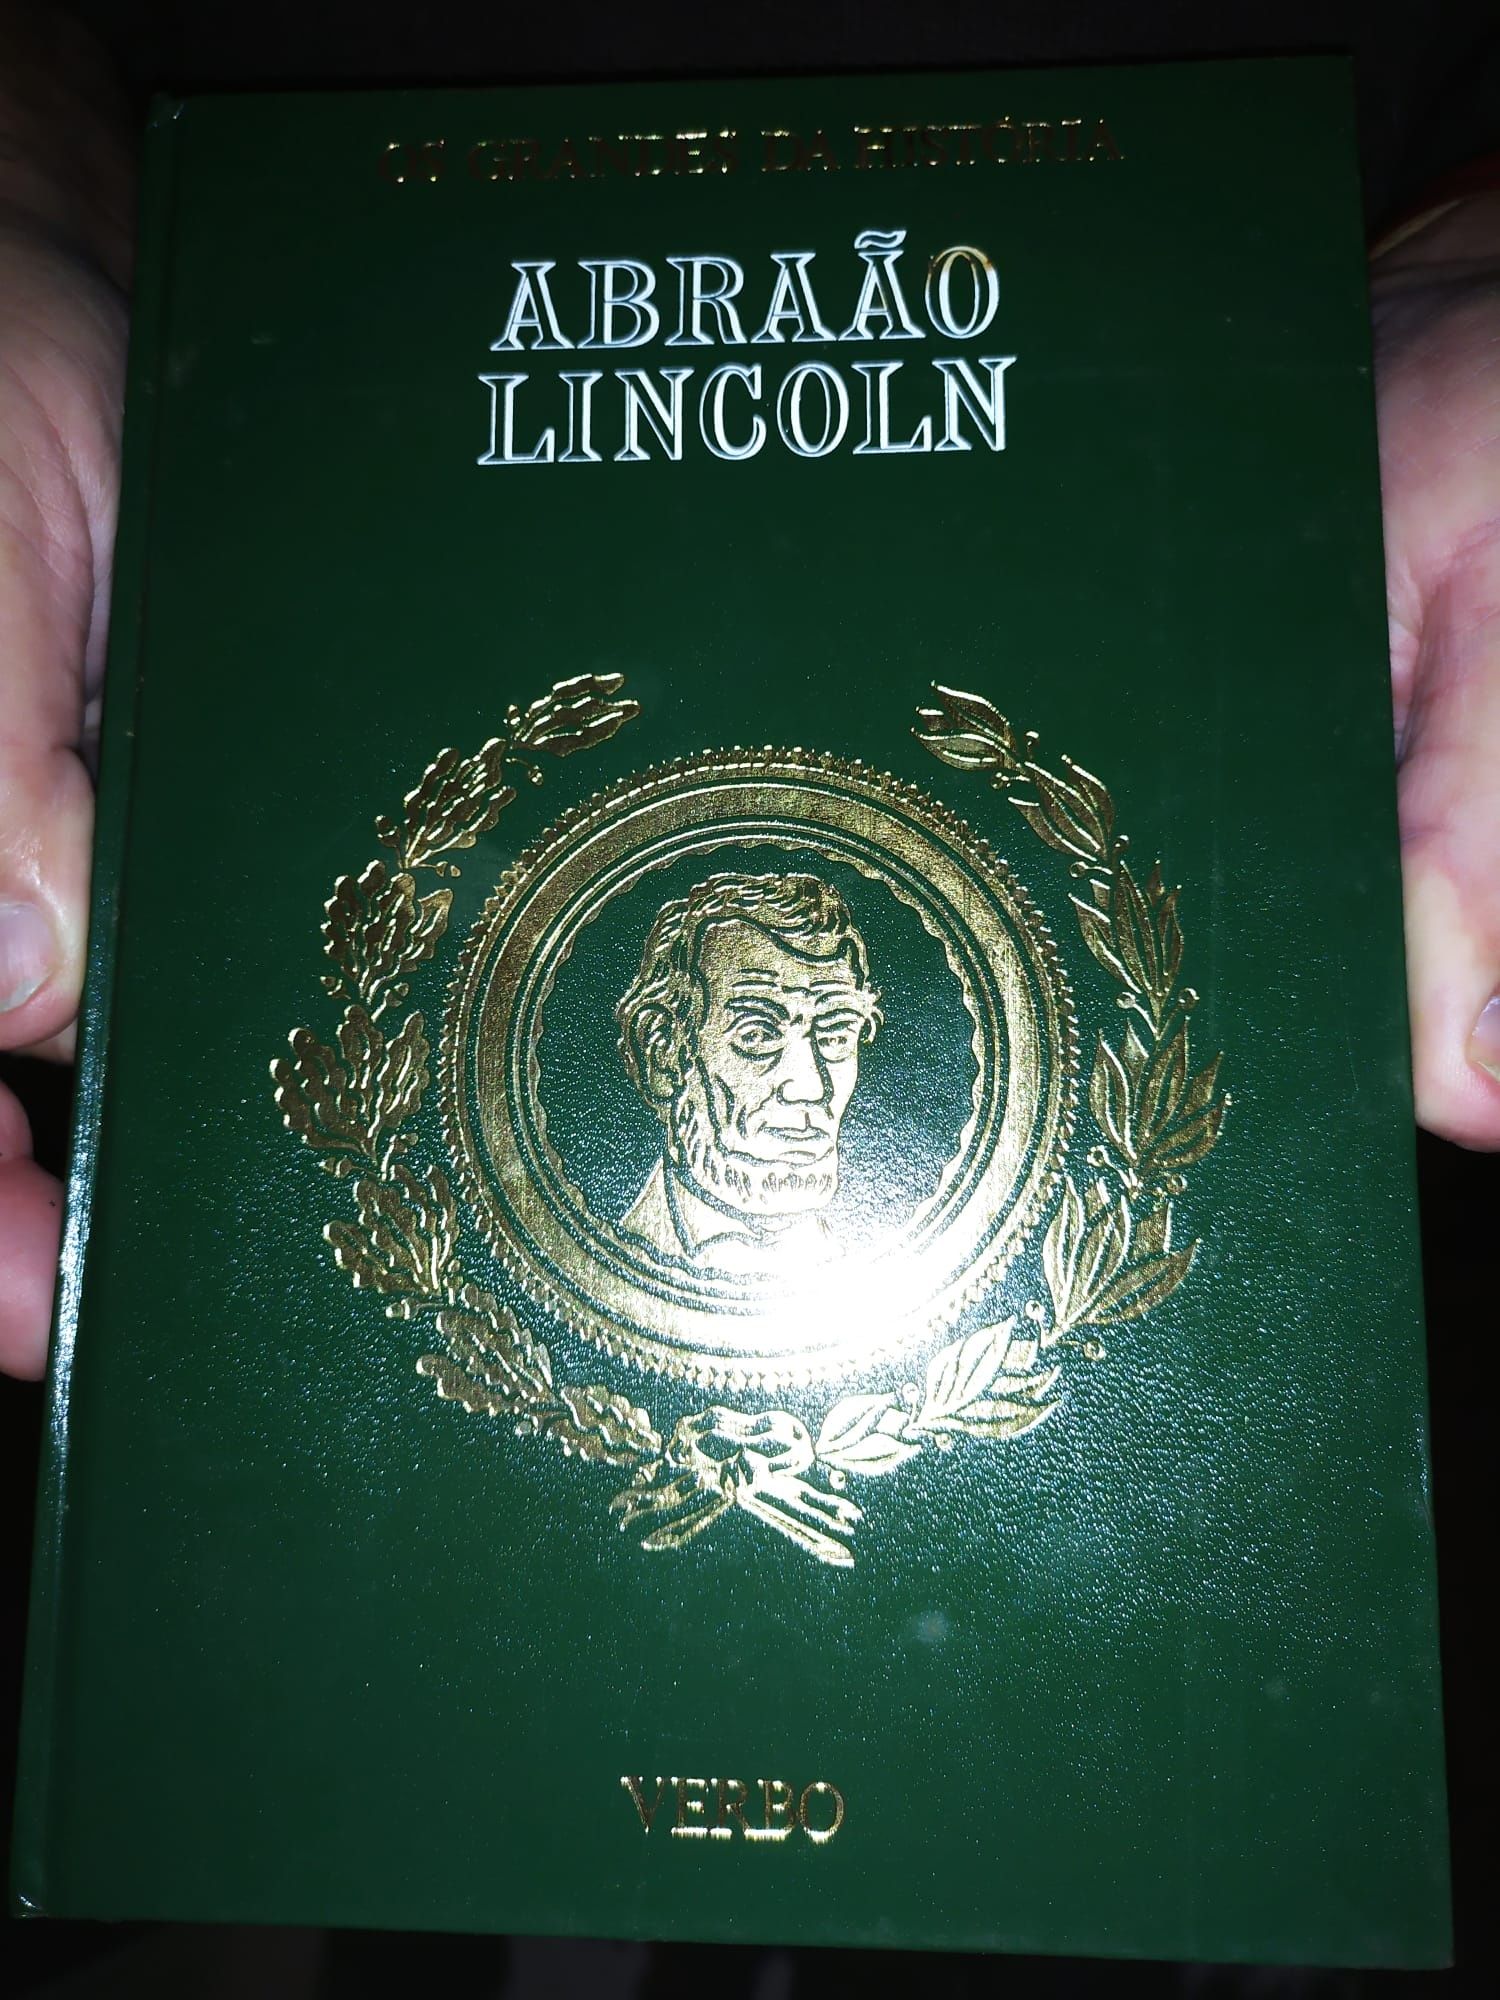 OS GRANDES DA HISTÓRIA
ABRAÃO
LINCOLN
VERBO